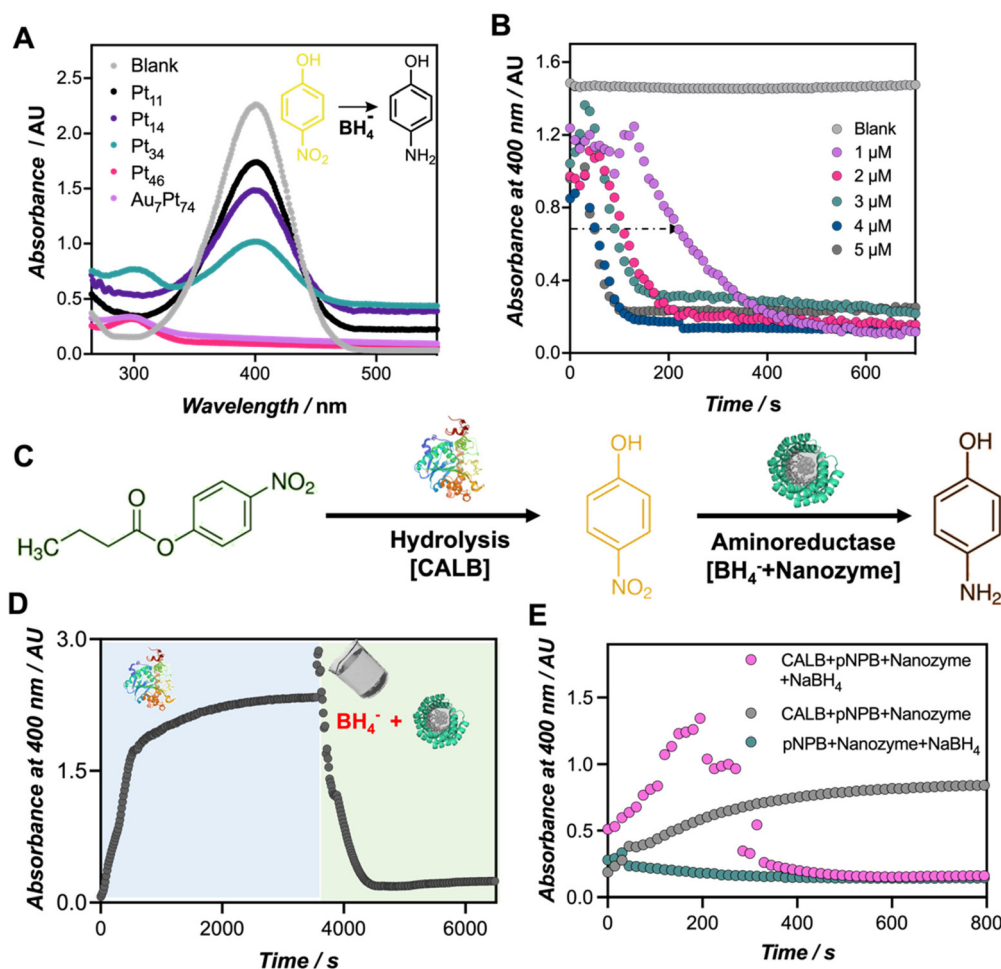 A
Absorbance / AU
2.5
2.0
1.5
1.0
0.5
0.0
300
400
500
Wavelength / nm
Blank
Pt₁₁
Pt₁₄
Pt₃₄
Pt₄₆
Au₇Pt₇₄
OH
NO₂
BH₄⁻
OH
NH₂
B
Absorbance at 400 nm / AU
1.6
1.2
0.8
0.4
0.0
0
200
400
600
Time / s
Blank
1 µM
2 µM
3 µM
4 µM
5 µM
C
H₃C
O
O
NO₂
Hydrolysis
[CALB]
OH
NO₂
Aminoreductase
[BH₄⁻+Nanozyme]
OH
NH₂
D
Absorbance at 400 nm / AU
3.0
1.5
0.0
0
2000
4000
6000
Time / s
BH₄⁻ +
E
Absorbance at 400 nm / AU
1.5
1.0
0.5
0.0
0
200
400
600
800
Time / s
CALB+pNPB+Nanozyme
+NaBH₄
CALB+pNPB+Nanozyme
pNPB+Nanozyme+NaBH₄